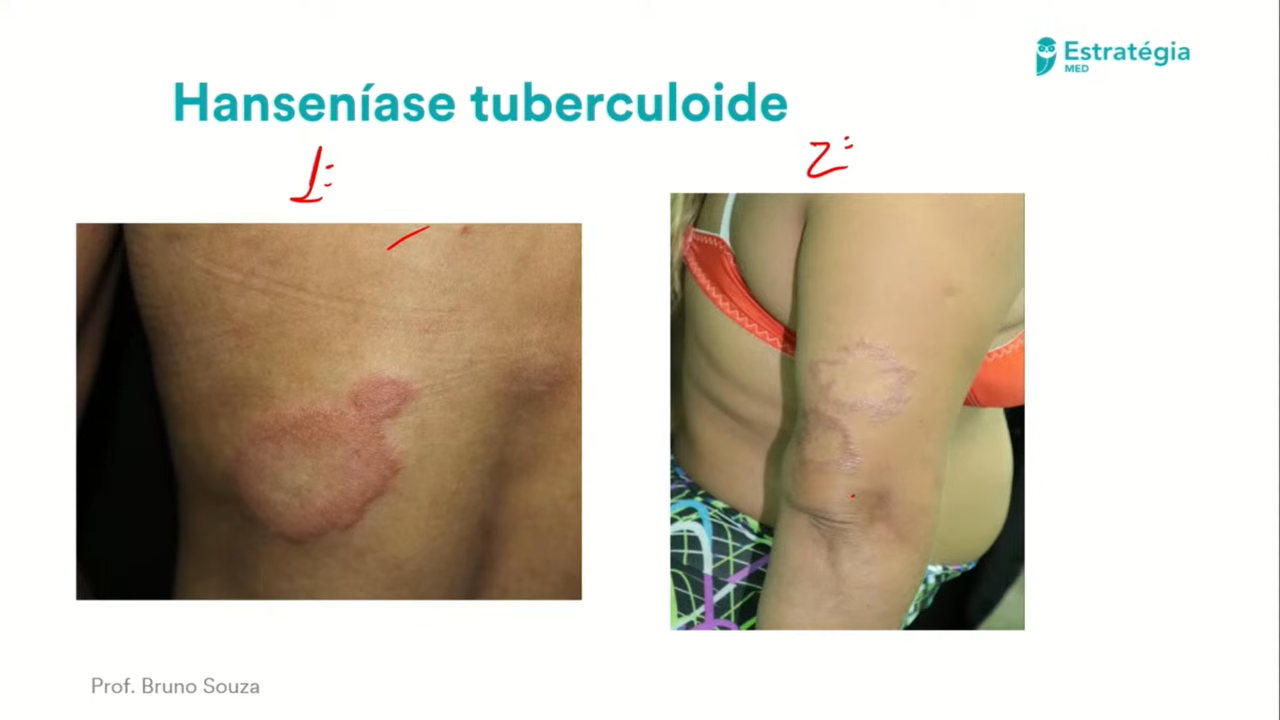 Estratégia
MED
Hanseníase tuberculoide
1:
2:
Prof. Bruno Souza